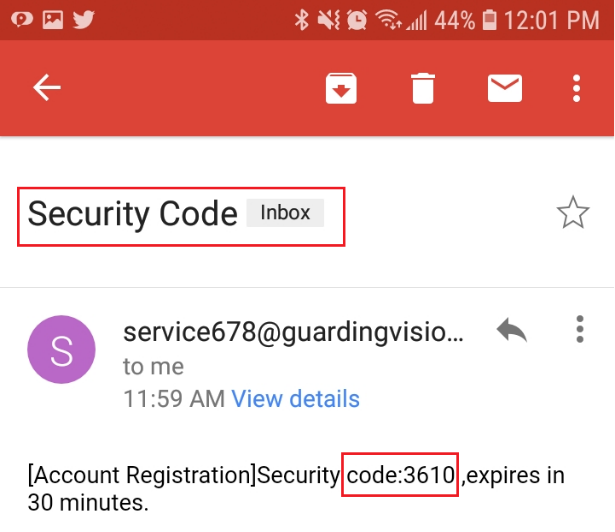 44% 12:01 PM
Security Code Inbox
S
service678@guardingvisio...
to me
11:59 AM View details
[Account Registration]Security code:3610 ,expires in
30 minutes.